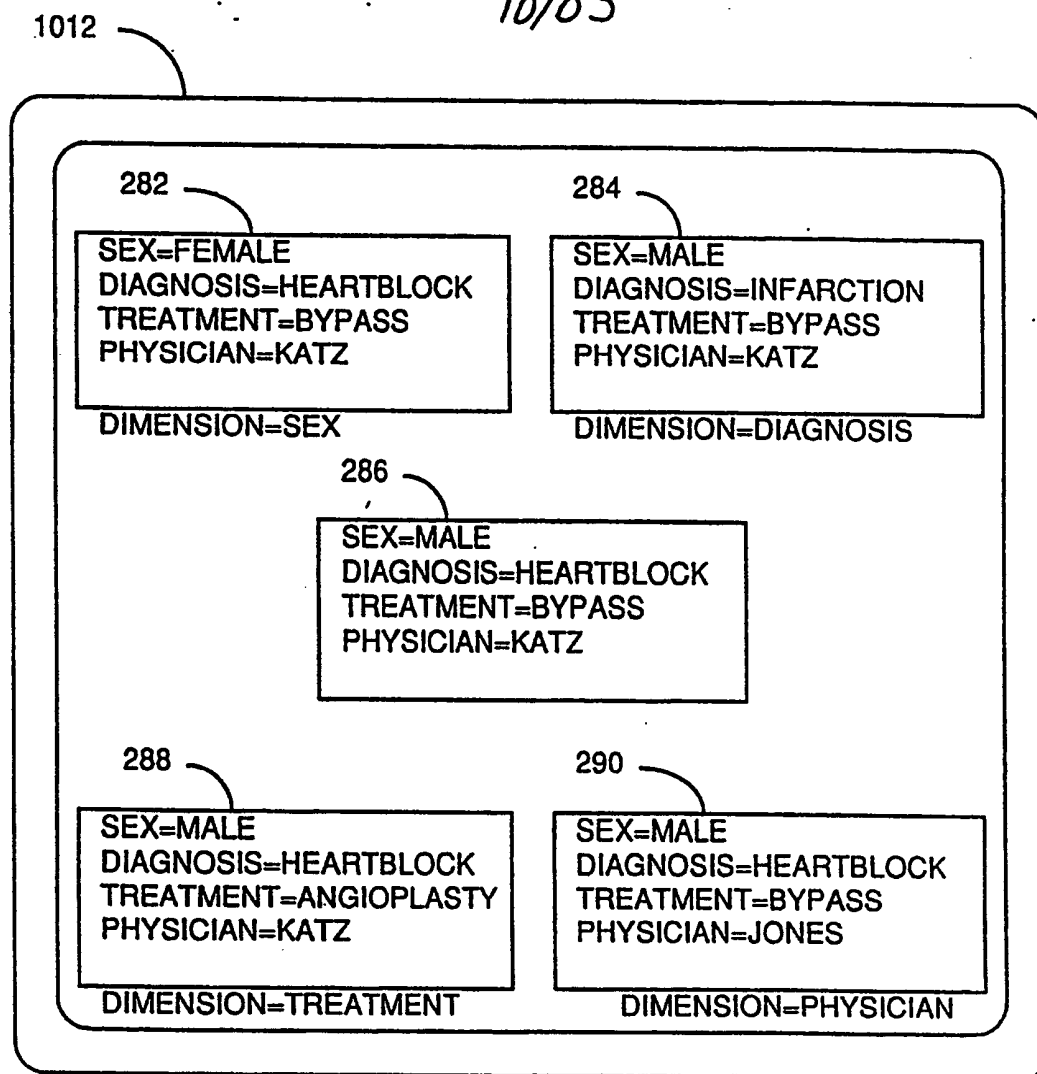 10/63
1012
282
SEX=FEMALE
DIAGNOSIS=HEARTBLOCK
TREATMENT=BYPASS
PHYSICIAN=KATZ
DIMENSION=SEX
284
SEX=MALE
DIAGNOSIS=INFARCTION
TREATMENT=BYPASS
PHYSICIAN=KATZ
DIMENSION=DIAGNOSIS
286
SEX=MALE
DIAGNOSIS=HEARTBLOCK
TREATMENT=BYPASS
PHYSICIAN=KATZ
288
SEX=MALE
DIAGNOSIS=HEARTBLOCK
TREATMENT=ANGIOPLASTY
PHYSICIAN=KATZ
DIMENSION=TREATMENT
290
SEX=MALE
DIAGNOSIS=HEARTBLOCK
TREATMENT=BYPASS
PHYSICIAN=JONES
DIMENSION=PHYSICIAN